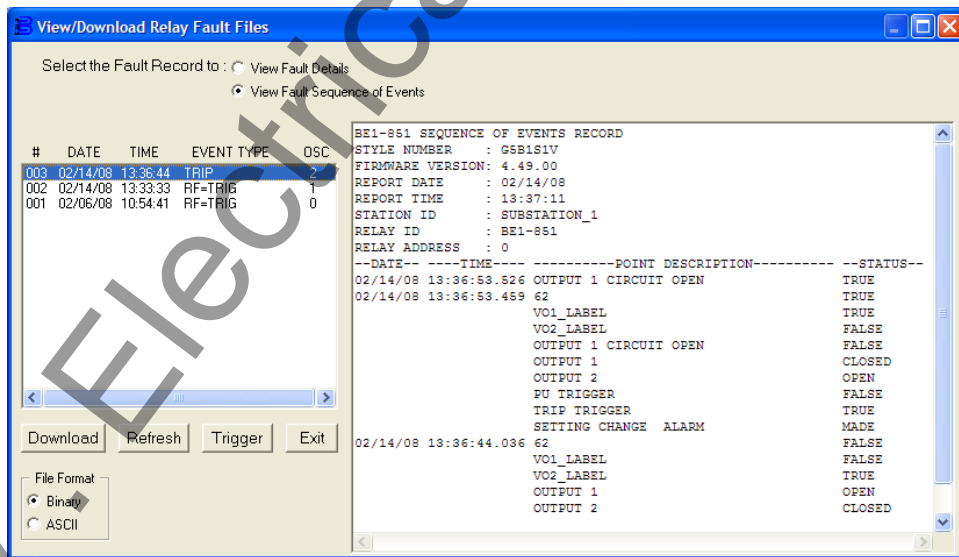 View/Download Relay Fault Files
Select the Fault Record to :
View Fault Details
View Fault Sequence of Events
# DATE TIME EVENT TYPE OSC
003 02/14/08 13:36:44 TRIP 2
002 02/14/08 13:33:33 RF=TRIG 1
001 02/06/08 10:54:41 RF=TRIG 0
Download Refresh Trigger Exit
File Format
Binary
ASCII
BE1-851 SEQUENCE OF EVENTS RECORD
STYLE NUMBER : G5B1S1V
FIRMWARE VERSION: 4.49.00
REPORT DATE : 02/14/08
REPORT TIME : 13:37:11
STATION ID : SUBSTATION_1
RELAY ID : BE1-851
RELAY ADDRESS : 0
--DATE-- ----TIME---- ----------POINT DESCRIPTION---------- --STATUS--
02/14/08 13:36:53.526 OUTPUT 1 CIRCUIT OPEN TRUE
02/14/08 13:36:53.459 62 TRUE
VO1_LABEL TRUE
VO2_LABEL FALSE
OUTPUT 1 CIRCUIT OPEN FALSE
OUTPUT 1 CLOSED
OUTPUT 2 OPEN
PU TRIGGER FALSE
TRIP TRIGGER TRUE
SETTING CHANGE ALARM MADE
02/14/08 13:36:44.036 62 FALSE
VO1_LABEL FALSE
VO2_LABEL TRUE
OUTPUT 1 OPEN
OUTPUT 2 CLOSED
. Electrica